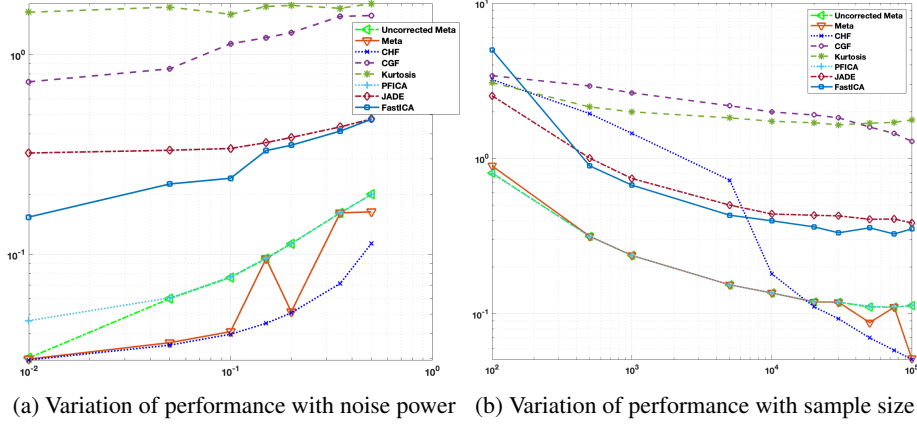 10⁰
10⁻¹
10⁻²
10⁻¹
10⁰
Uncorrected Meta
Meta
CHF
CGF
Kurtosis
PFICA
JADE
FastICA
10¹
10⁰
10⁻¹
10²
10³
10⁴
10⁵
Uncorrected Meta
Meta
CHF
CGF
Kurtosis
PFICA
JADE
FastICA
(a) Variation of performance with noise power
(b) Variation of performance with sample size